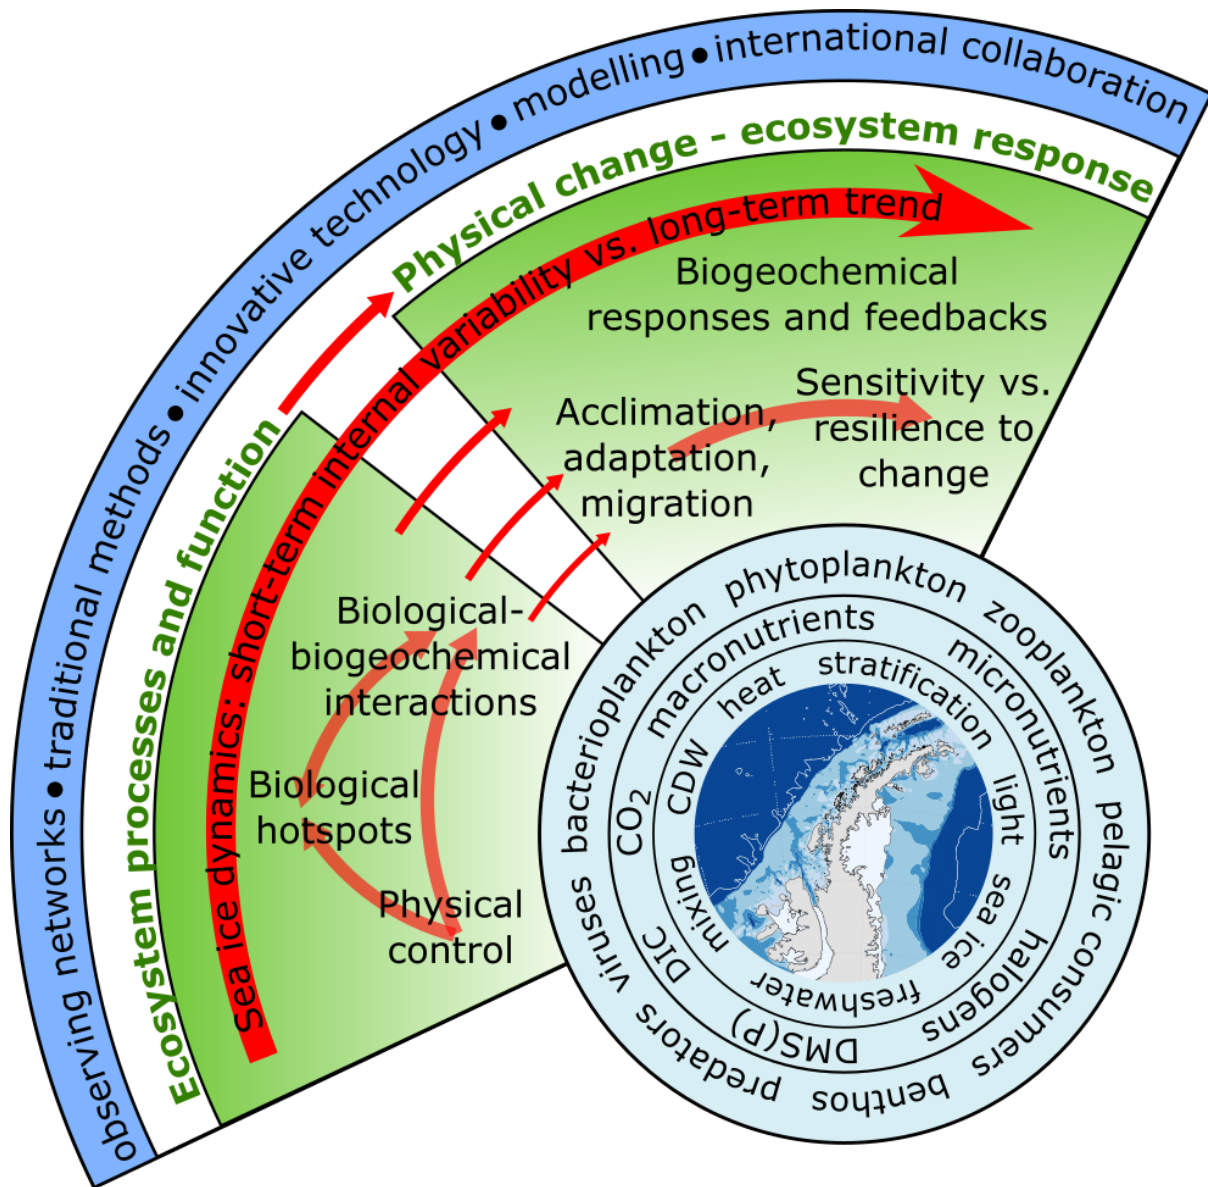 observing networks • traditional methods • innovative technology • modelling • international collaboration
Physical change - ecosystem response
Ecosystem processes and function
Sea ice dynamics: short-term internal variability vs. long-term trend
Biogeochemical
responses and feedbacks
Sensitivity vs.
resilience to
change
Acclimation,
adaptation,
migration
Biological-
biogeochemical
interactions
Biological
hotspots
Physical
control
viruses bacterioplankton phytoplankton zooplankton pelagic consumers benthos predators
DIC CO2 macronutrients micronutrients halogens DMS(P)
mixing CDW heat stratification light sea ice freshwater